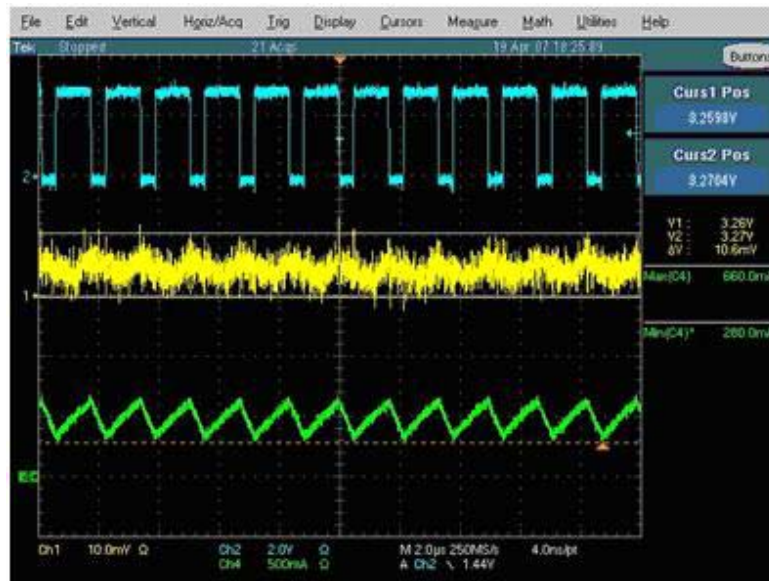 File Edit Vertical Horiz/Acq Trig Display Cursors Measure Math Utilities Help
Tek Stopped 21 Acqs 19 Apr 07 18:25:89
Buttons
Curs1 Pos
3.2598V
Curs2 Pos
3.2704V
V1: 3.26V
V2: 3.27V
ΔV: 10.6mV
Max(C4) 660.0m
Min(C4)* 280.0m
2
1
Ch1 10.0mV Ω Ch2 2.0V Ω M 2.0µs 250MS/s 4.0ns/pt
Ch4 500mA Ω A Ch2 \ 1.44V